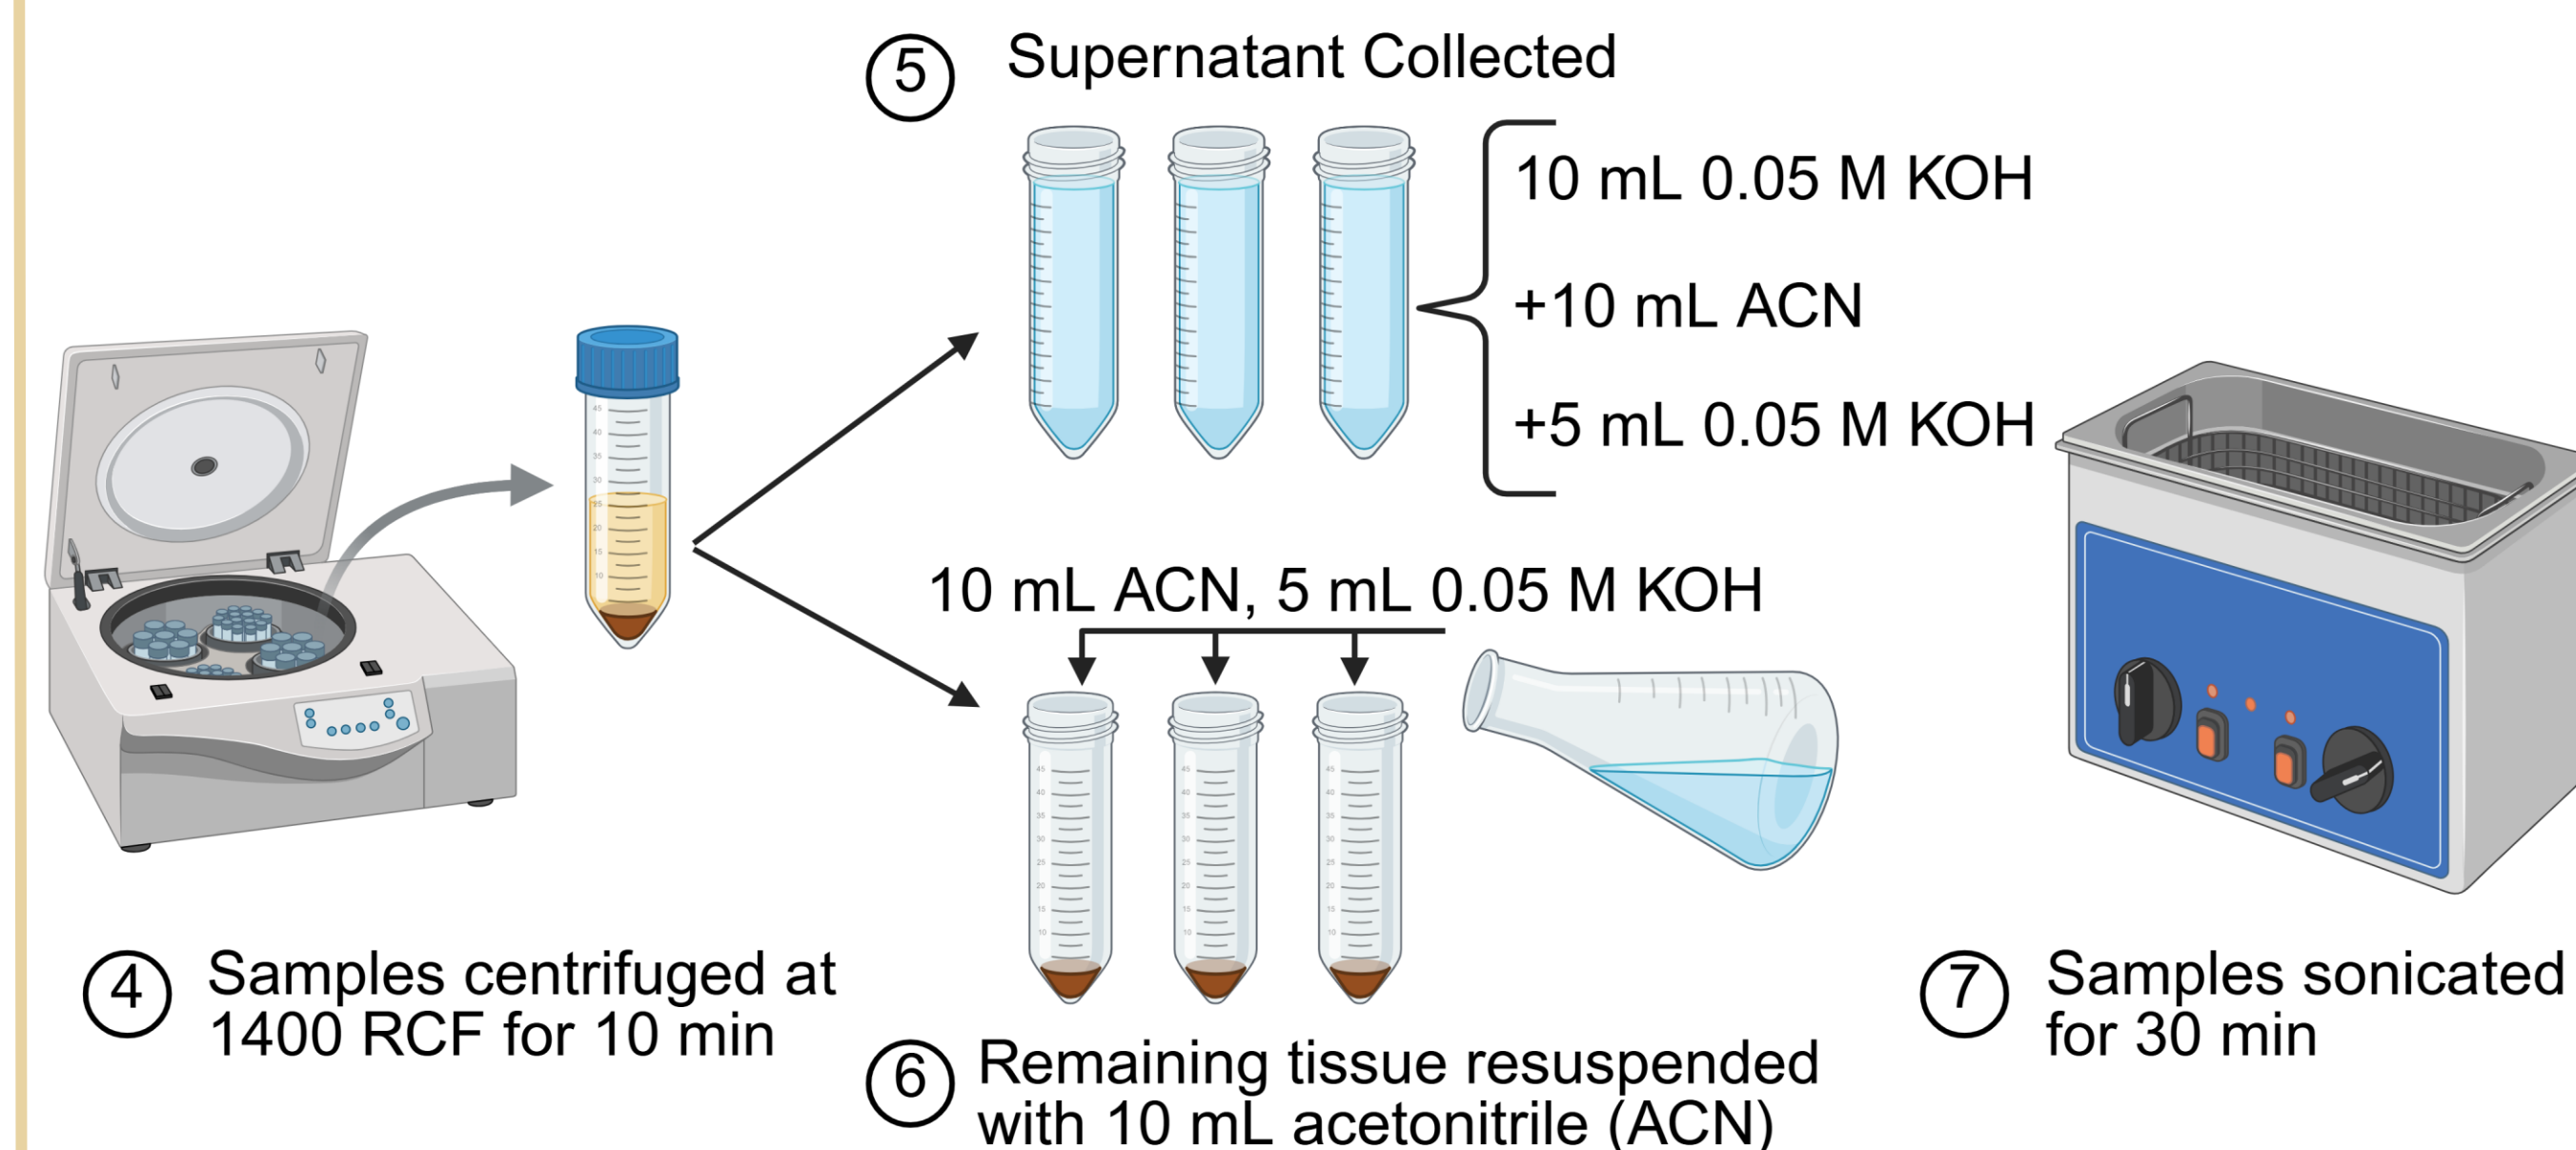 5 Supernatant Collected
10 mL 0.05 M KOH
+10 mL ACN
+5 mL 0.05 M KOH
10 mL ACN, 5 mL 0.05 M KOH
4 Samples centrifuged at
1400 RCF for 10 min
6 Remaining tissue resuspended
with 10 mL acetonitrile (ACN)
7 Samples sonicated
for 30 min